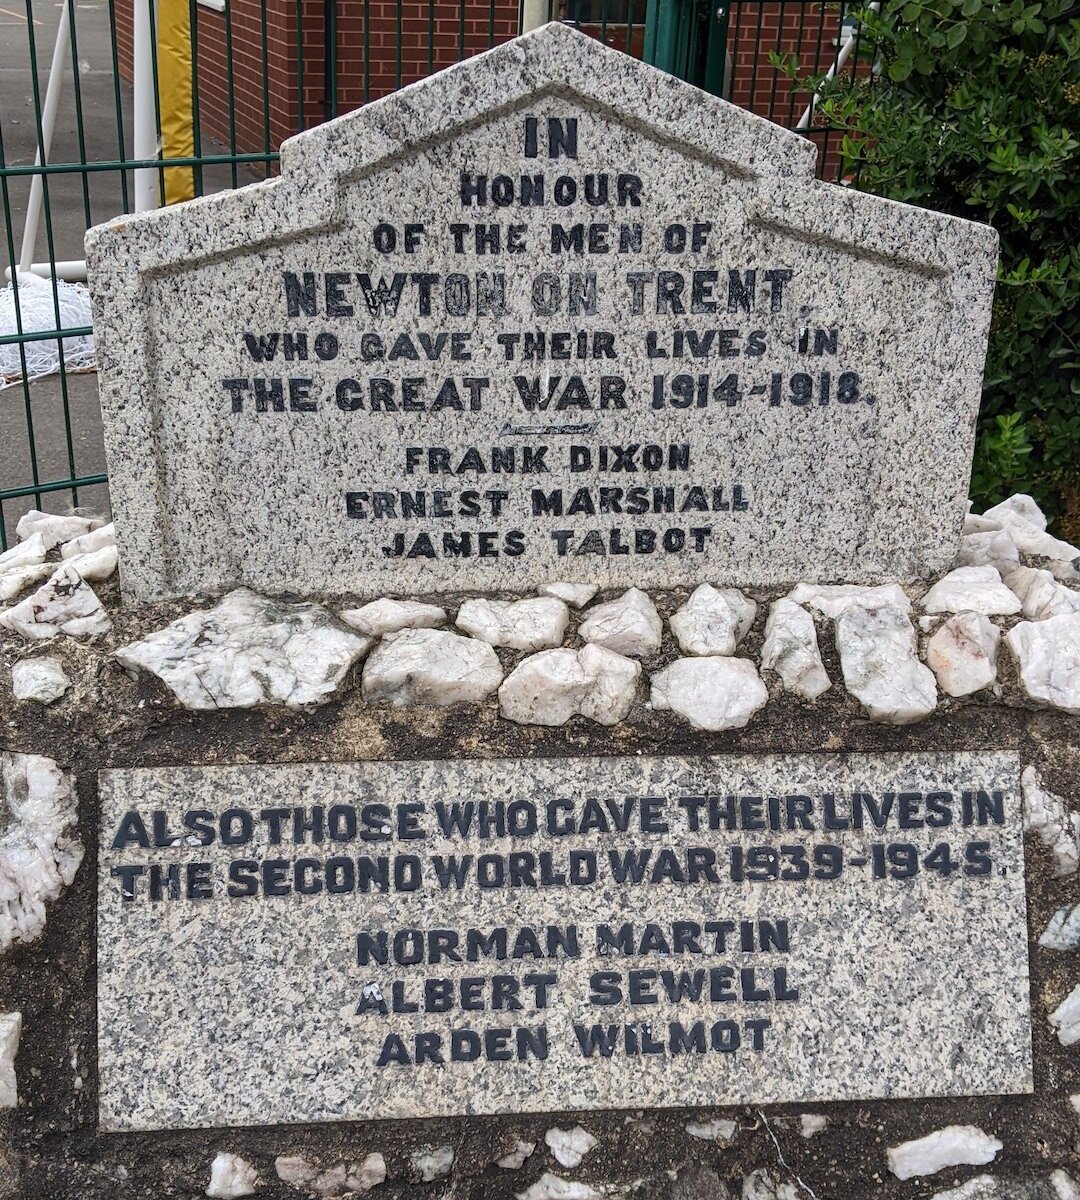 IN
HONOUR
OF THE MEN OF
NEWTON ON TRENT.
WHO GAVE THEIR LIVES IN
THE GREAT WAR 1914-1918.
FRANK DIXON
ERNEST MARSHALL
JAMES TALBOT
ALSO THOSE WHO GAVE THEIR LIVES IN
THE SECOND WORLD WAR 1939-1945.
NORMAN MARTIN
ALBERT SEWELL
ARDEN WILMOT